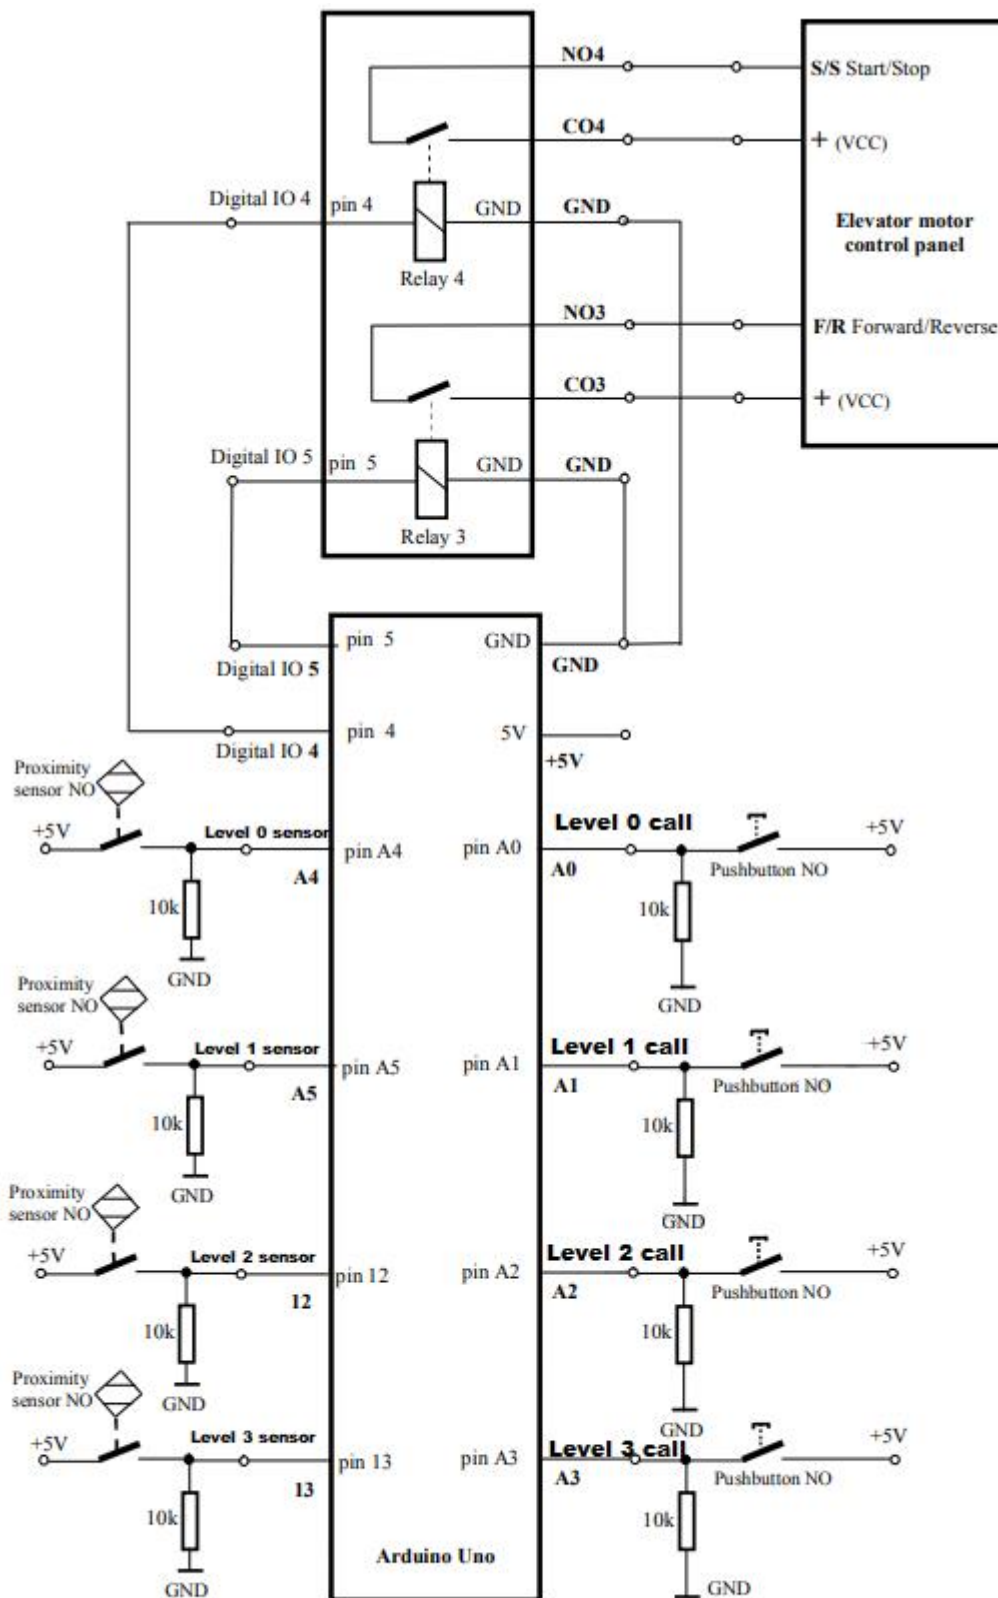 NO4
S/S Start/Stop
CO4
+ (VCC)
Digital IO 4
pin 4
GND
GND
Elevator motor
control panel
Relay 4
NO3
F/R Forward/Reverse
CO3
+ (VCC)
Digital IO 5
pin 5
GND
GND
Relay 3
pin 5
GND
Digital IO 5
GND
pin 4
5V
Digital IO 4
+5V
Proximity
sensor NO
+5V
Level 0 sensor
pin A4
A4
10k
GND
pin A0
Level 0 call
A0
+5V
Pushbutton NO
10k
GND
Proximity
sensor NO
+5V
Level 1 sensor
pin A5
A5
10k
GND
pin A1
Level 1 call
A1
+5V
Pushbutton NO
10k
GND
Proximity
sensor NO
+5V
Level 2 sensor
pin 12
12
10k
GND
pin A2
Level 2 call
A2
+5V
Pushbutton NO
10k
GND
Proximity
sensor NO
+5V
Level 3 sensor
pin 13
13
10k
GND
pin A3
Level 3 call
A3
+5V
Pushbutton NO
10k
GND
Arduino Uno